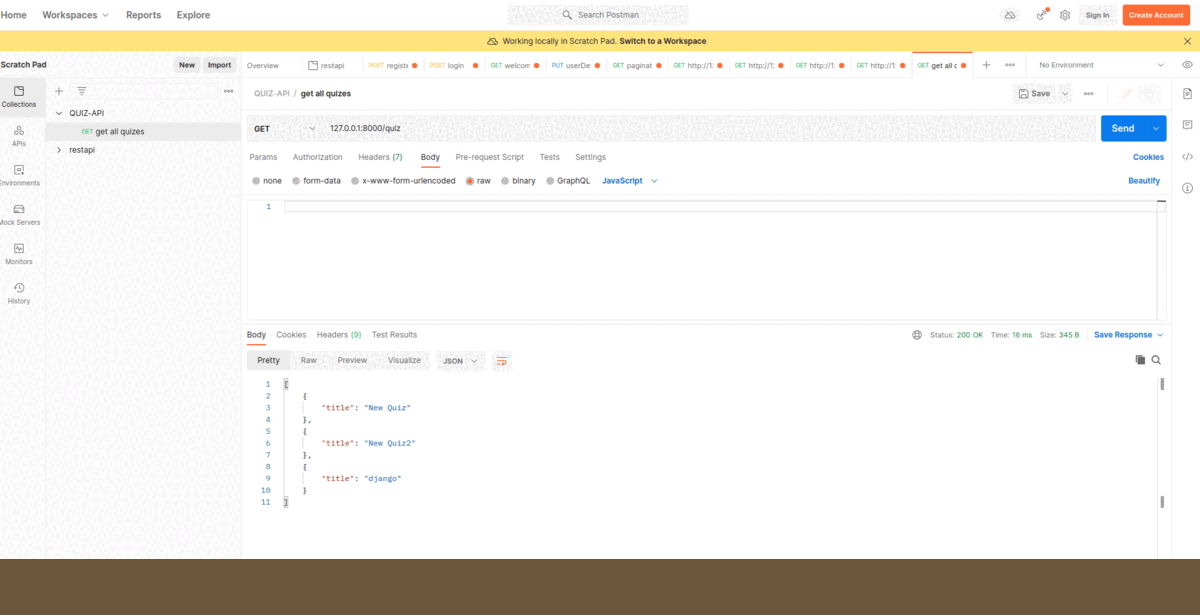 Home Workspaces Reports Explore Search Postman Sign In Create Account
Working locally in Scratch Pad. Switch to a Workspace
Scratch Pad New Import Overview restapi POST registe POST login GET welcom PUT userDe GET paginat GET http://1: GET http://1: GET http://1: GET http://1: GET get all c No Environment
Collections
APIs
Environments
Mock Servers
Monitors
History
QUIZ-API
GET get all quizes
restapi
QUIZ-API / get all quizes Save
GET 127.0.0.1:8000/quiz Send
Params Authorization Headers (7) Body Pre-request Script Tests Settings Cookies
none form-data x-www-form-urlencoded raw binary GraphQL JavaScript Beautify
1
Body Cookies Headers (9) Test Results Status: 200 OK Time: 16 ms Size: 345 B Save Response
Pretty Raw Preview Visualize JSON
1 [
2 {
3 "title": "New Quiz"
4 },
5 {
6 "title": "New Quiz2"
7 },
8 {
9 "title": "django"
10 }
11 ]